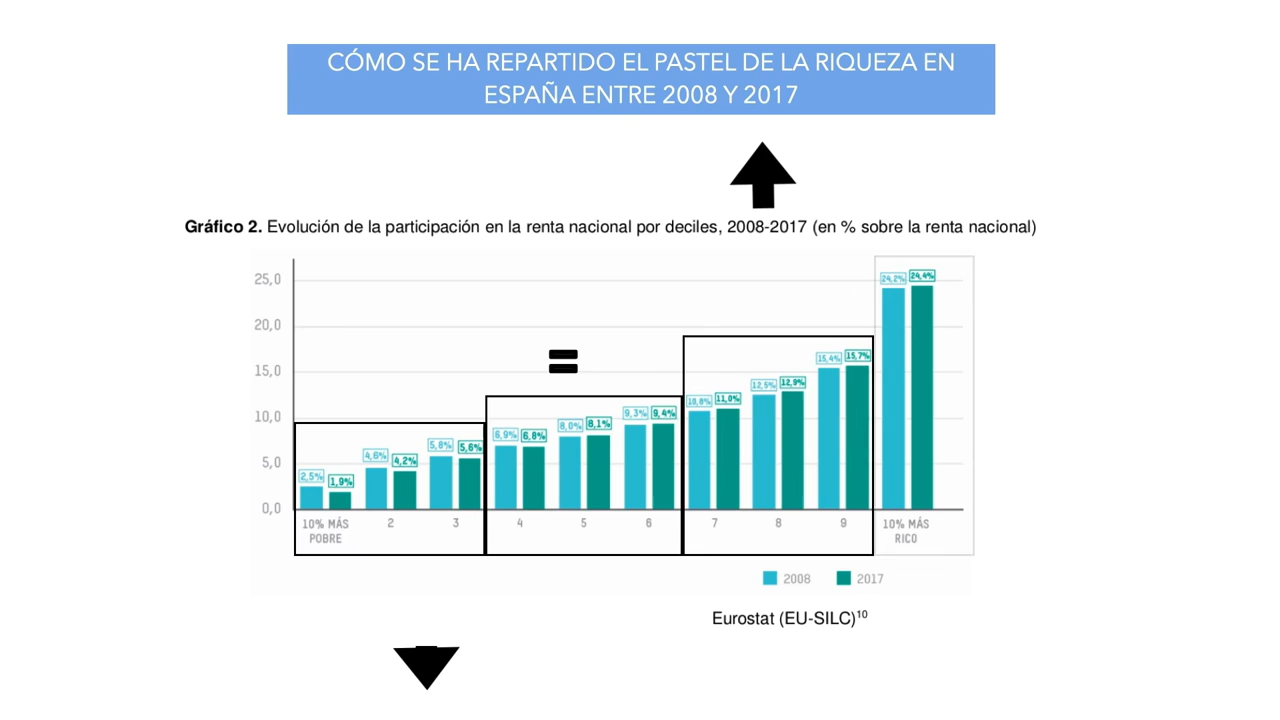 CÓMO SE HA REPARTIDO EL PASTEL DE LA RIQUEZA EN
ESPAÑA ENTRE 2008 Y 2017
Gráfico 2. Evolución de la participación en la renta nacional por deciles, 2008-2017 (en % sobre la renta nacional)
25,0
20,0
15,0
10,0
5,0
0,0
2,5% 1,9%
4,6% 4,2%
5,8% 5,6%
6,9% 6,8%
8,0% 8,1%
9,3% 9,4%
10,8% 11,0%
12,5% 12,9%
15,4% 15,7%
24,2% 24,4%
=
10% MÁS
POBRE
2 3 4 5 6 7 8 9
10% MÁS
RICO
2008 2017
Eurostat (EU-SILC)10